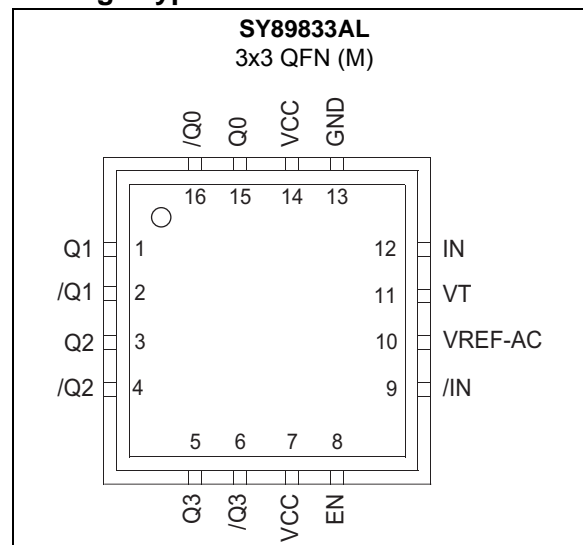 SY89833AL
3x3 QFN (M)
/Q0 Q0 VCC GND
16 15 14 13
Q1 1 12 IN
/Q1 2 11 VT
Q2 3 10 VREF-AC
/Q2 4 9 /IN
5 6 7 8
Q3 /Q3 VCC EN